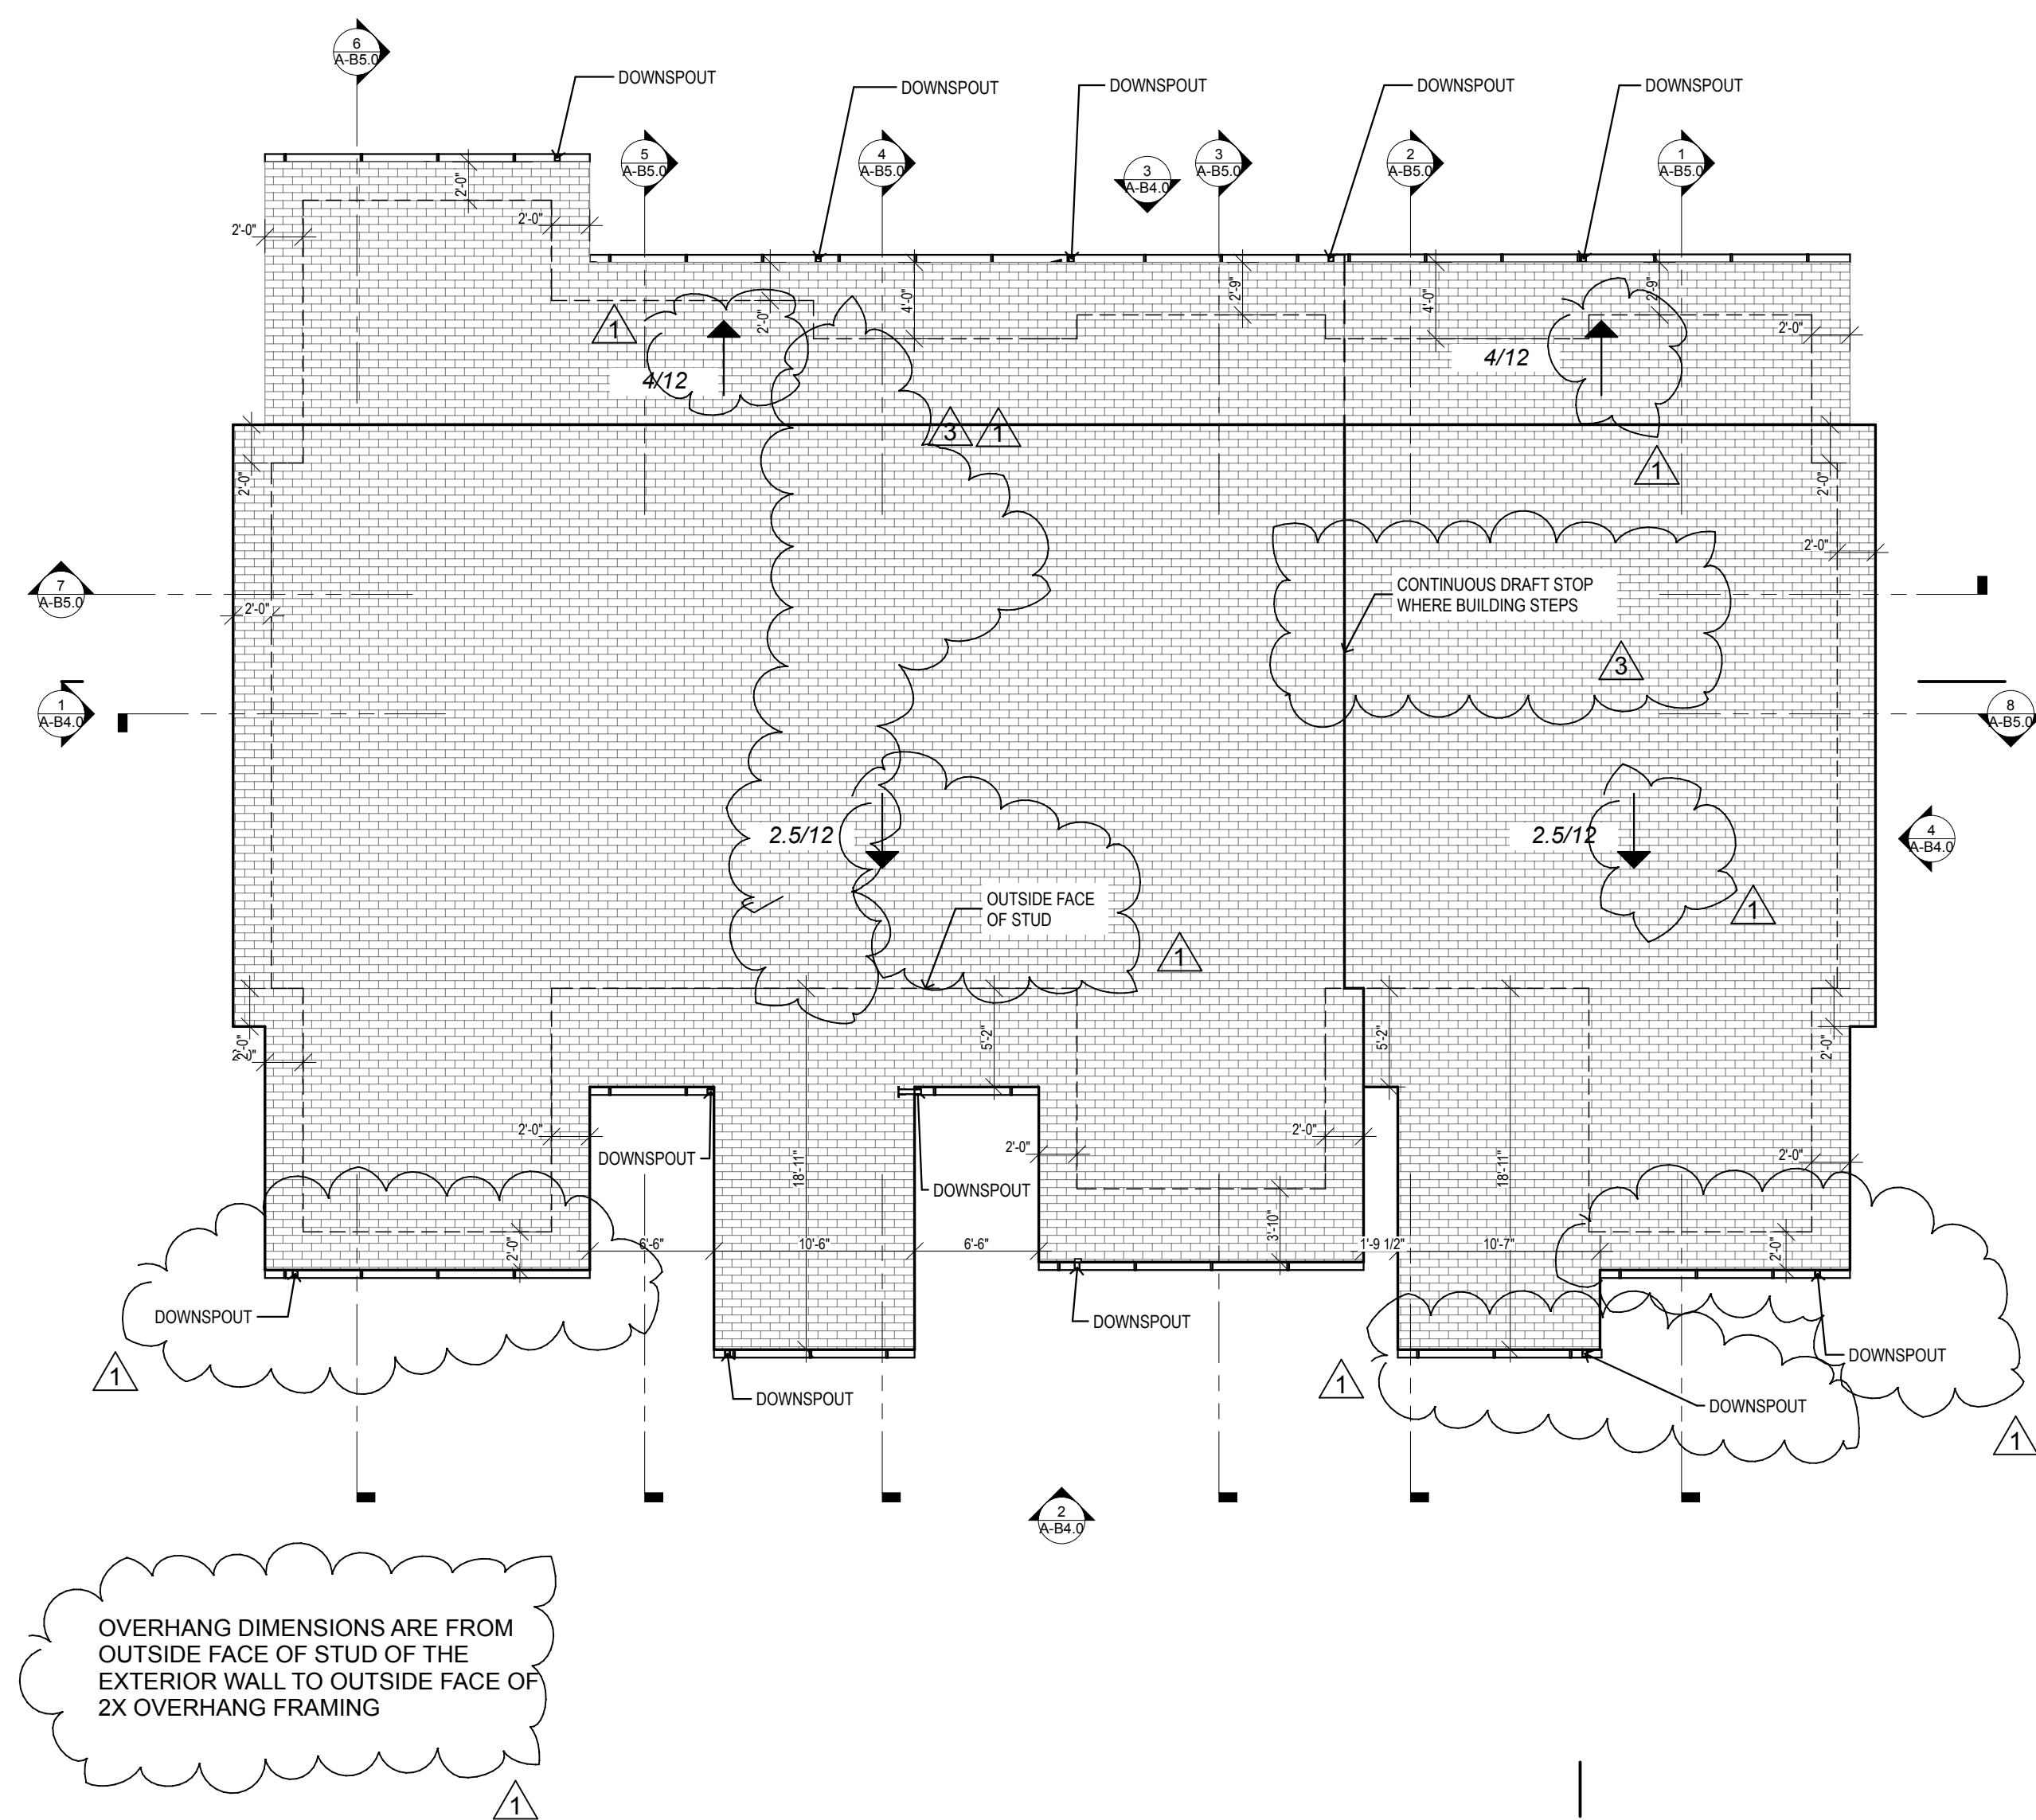 6
A-B5.0
DOWNSPOUT
DOWNSPOUT
DOWNSPOUT
DOWNSPOUT
DOWNSPOUT
5
A-B5.0
4
A-B5.0
3
A-B4.0
3
A-B5.0
2
A-B5.0
1
A-B5.0
2'-0"
2'-0"
2'-0"
4'-0"
2'-9"
4'-0"
2'-9"
2'-0"
2'-0"
1
4/12
4/12
3
1
1
2'-0"
2'-0"
2'-0"
7
A-B5.0
2'-0"
CONTINUOUS DRAFT STOP
WHERE BUILDING STEPS
3
1
A-B4.0
8
A-B5.0
2.5/12
2.5/12
4
A-B4.0
OUTSIDE FACE
OF STUD
1
1
2'-0"
2'-0"
5'-2"
5'-2"
2'-0"
2'-0"
2'-0"
2'-0"
2'-0"
DOWNSPOUT
18'-11"
18'-11"
DOWNSPOUT
3'-10"
2'-0"
6'-6"
10'-6"
6'-6"
1'-9 1/2"
10'-7"
2'-0"
DOWNSPOUT
DOWNSPOUT
DOWNSPOUT
1
1
DOWNSPOUT
DOWNSPOUT
1
2
A-B4.0
OVERHANG DIMENSIONS ARE FROM
OUTSIDE FACE OF STUD OF THE
EXTERIOR WALL TO OUTSIDE FACE OF
2X OVERHANG FRAMING
1